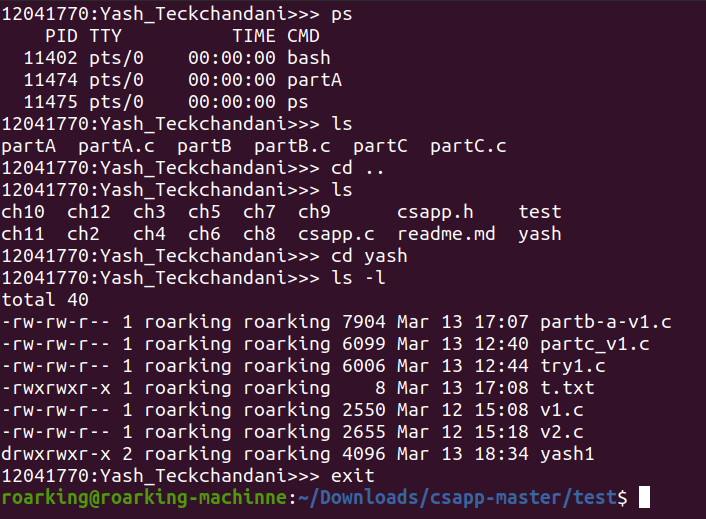 12041770:Yash_Teckchandani>>> ps
    PID TTY          TIME CMD
  11402 pts/0    00:00:00 bash
  11474 pts/0    00:00:00 partA
  11475 pts/0    00:00:00 ps
12041770:Yash_Teckchandani>>> ls
partA  partA.c  partB  partB.c  partC  partC.c
12041770:Yash_Teckchandani>>> cd ..
12041770:Yash_Teckchandani>>> ls
ch10  ch12  ch3  ch5  ch7  ch9      csapp.h    test
ch11  ch2   ch4  ch6  ch8  csapp.c  readme.md  yash
12041770:Yash_Teckchandani>>> cd yash
12041770:Yash_Teckchandani>>> ls -l
total 40
-rw-rw-r-- 1 roarking roarking 7904 Mar 13 17:07 partb-a-v1.c
-rw-rw-r-- 1 roarking roarking 6099 Mar 13 12:40 partc_v1.c
-rw-rw-r-- 1 roarking roarking 6006 Mar 13 12:44 try1.c
-rwxrwxr-x 1 roarking roarking    8 Mar 13 17:08 t.txt
-rw-rw-r-- 1 roarking roarking 2550 Mar 12 15:08 v1.c
-rw-rw-r-- 1 roarking roarking 2655 Mar 12 15:18 v2.c
drwxrwxr-x 2 roarking roarking 4096 Mar 13 18:34 yash1
12041770:Yash_Teckchandani>>> exit
roarking@roarking-machinne:~/Downloads/csapp-master/test$